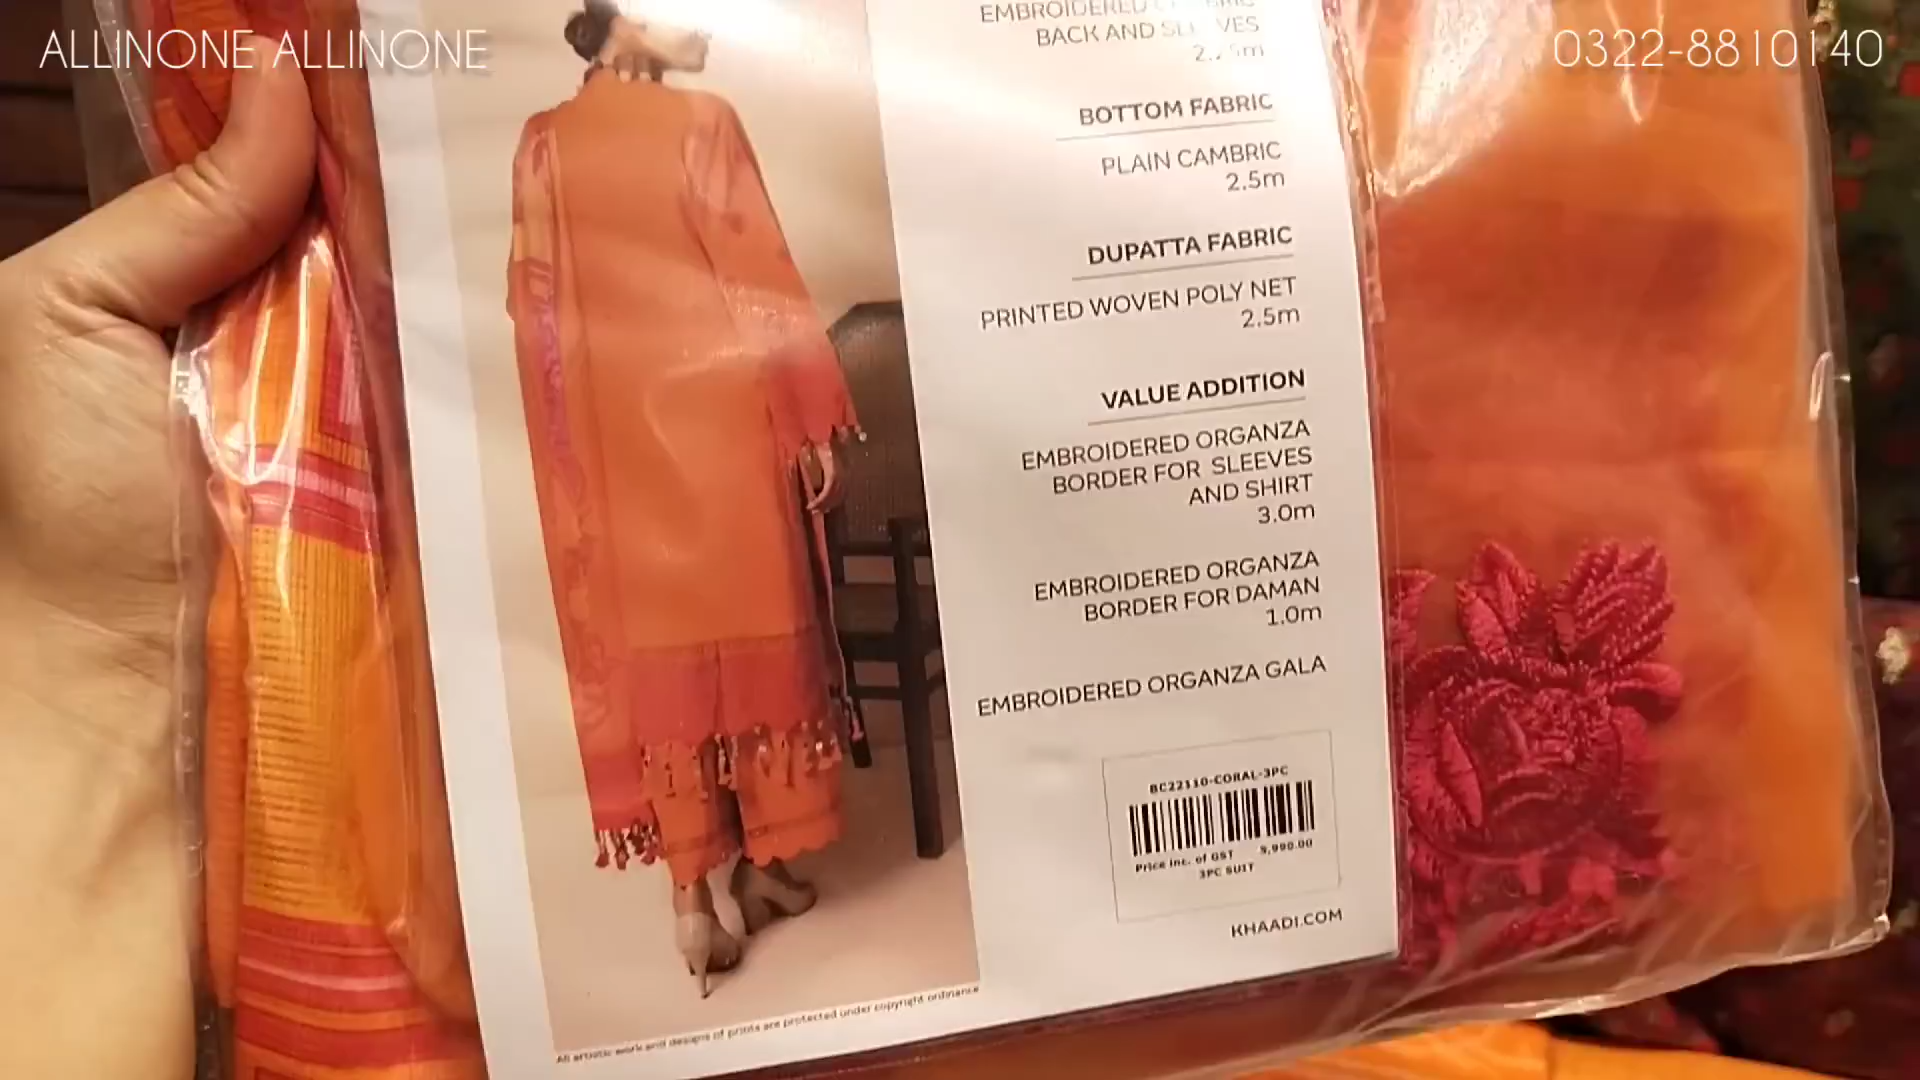 ALLINONE ALLINONE
0322-8810140
EMBROIDERED
BACK AND
BOTTOM FABRIC
PLAIN CAMBRIC
2.5m
DUPATTA FABRIC
PRINTED WOVEN POLY NET
2.5m
VALUE ADDITION
EMBROIDERED ORGANZA
BORDER FOR SLEEVES
AND SHIRT
3.0m
EMBROIDERED ORGANZA
BORDER FOR DAMAN
1.0m
EMBROIDERED ORGANZA GALA
BC22110-CORAL-3PC
Price inc. of GST 5,990.00
3PC SUIT
KHAADI.COM
All artistic work and designs of prints are protected under copyright ordinance